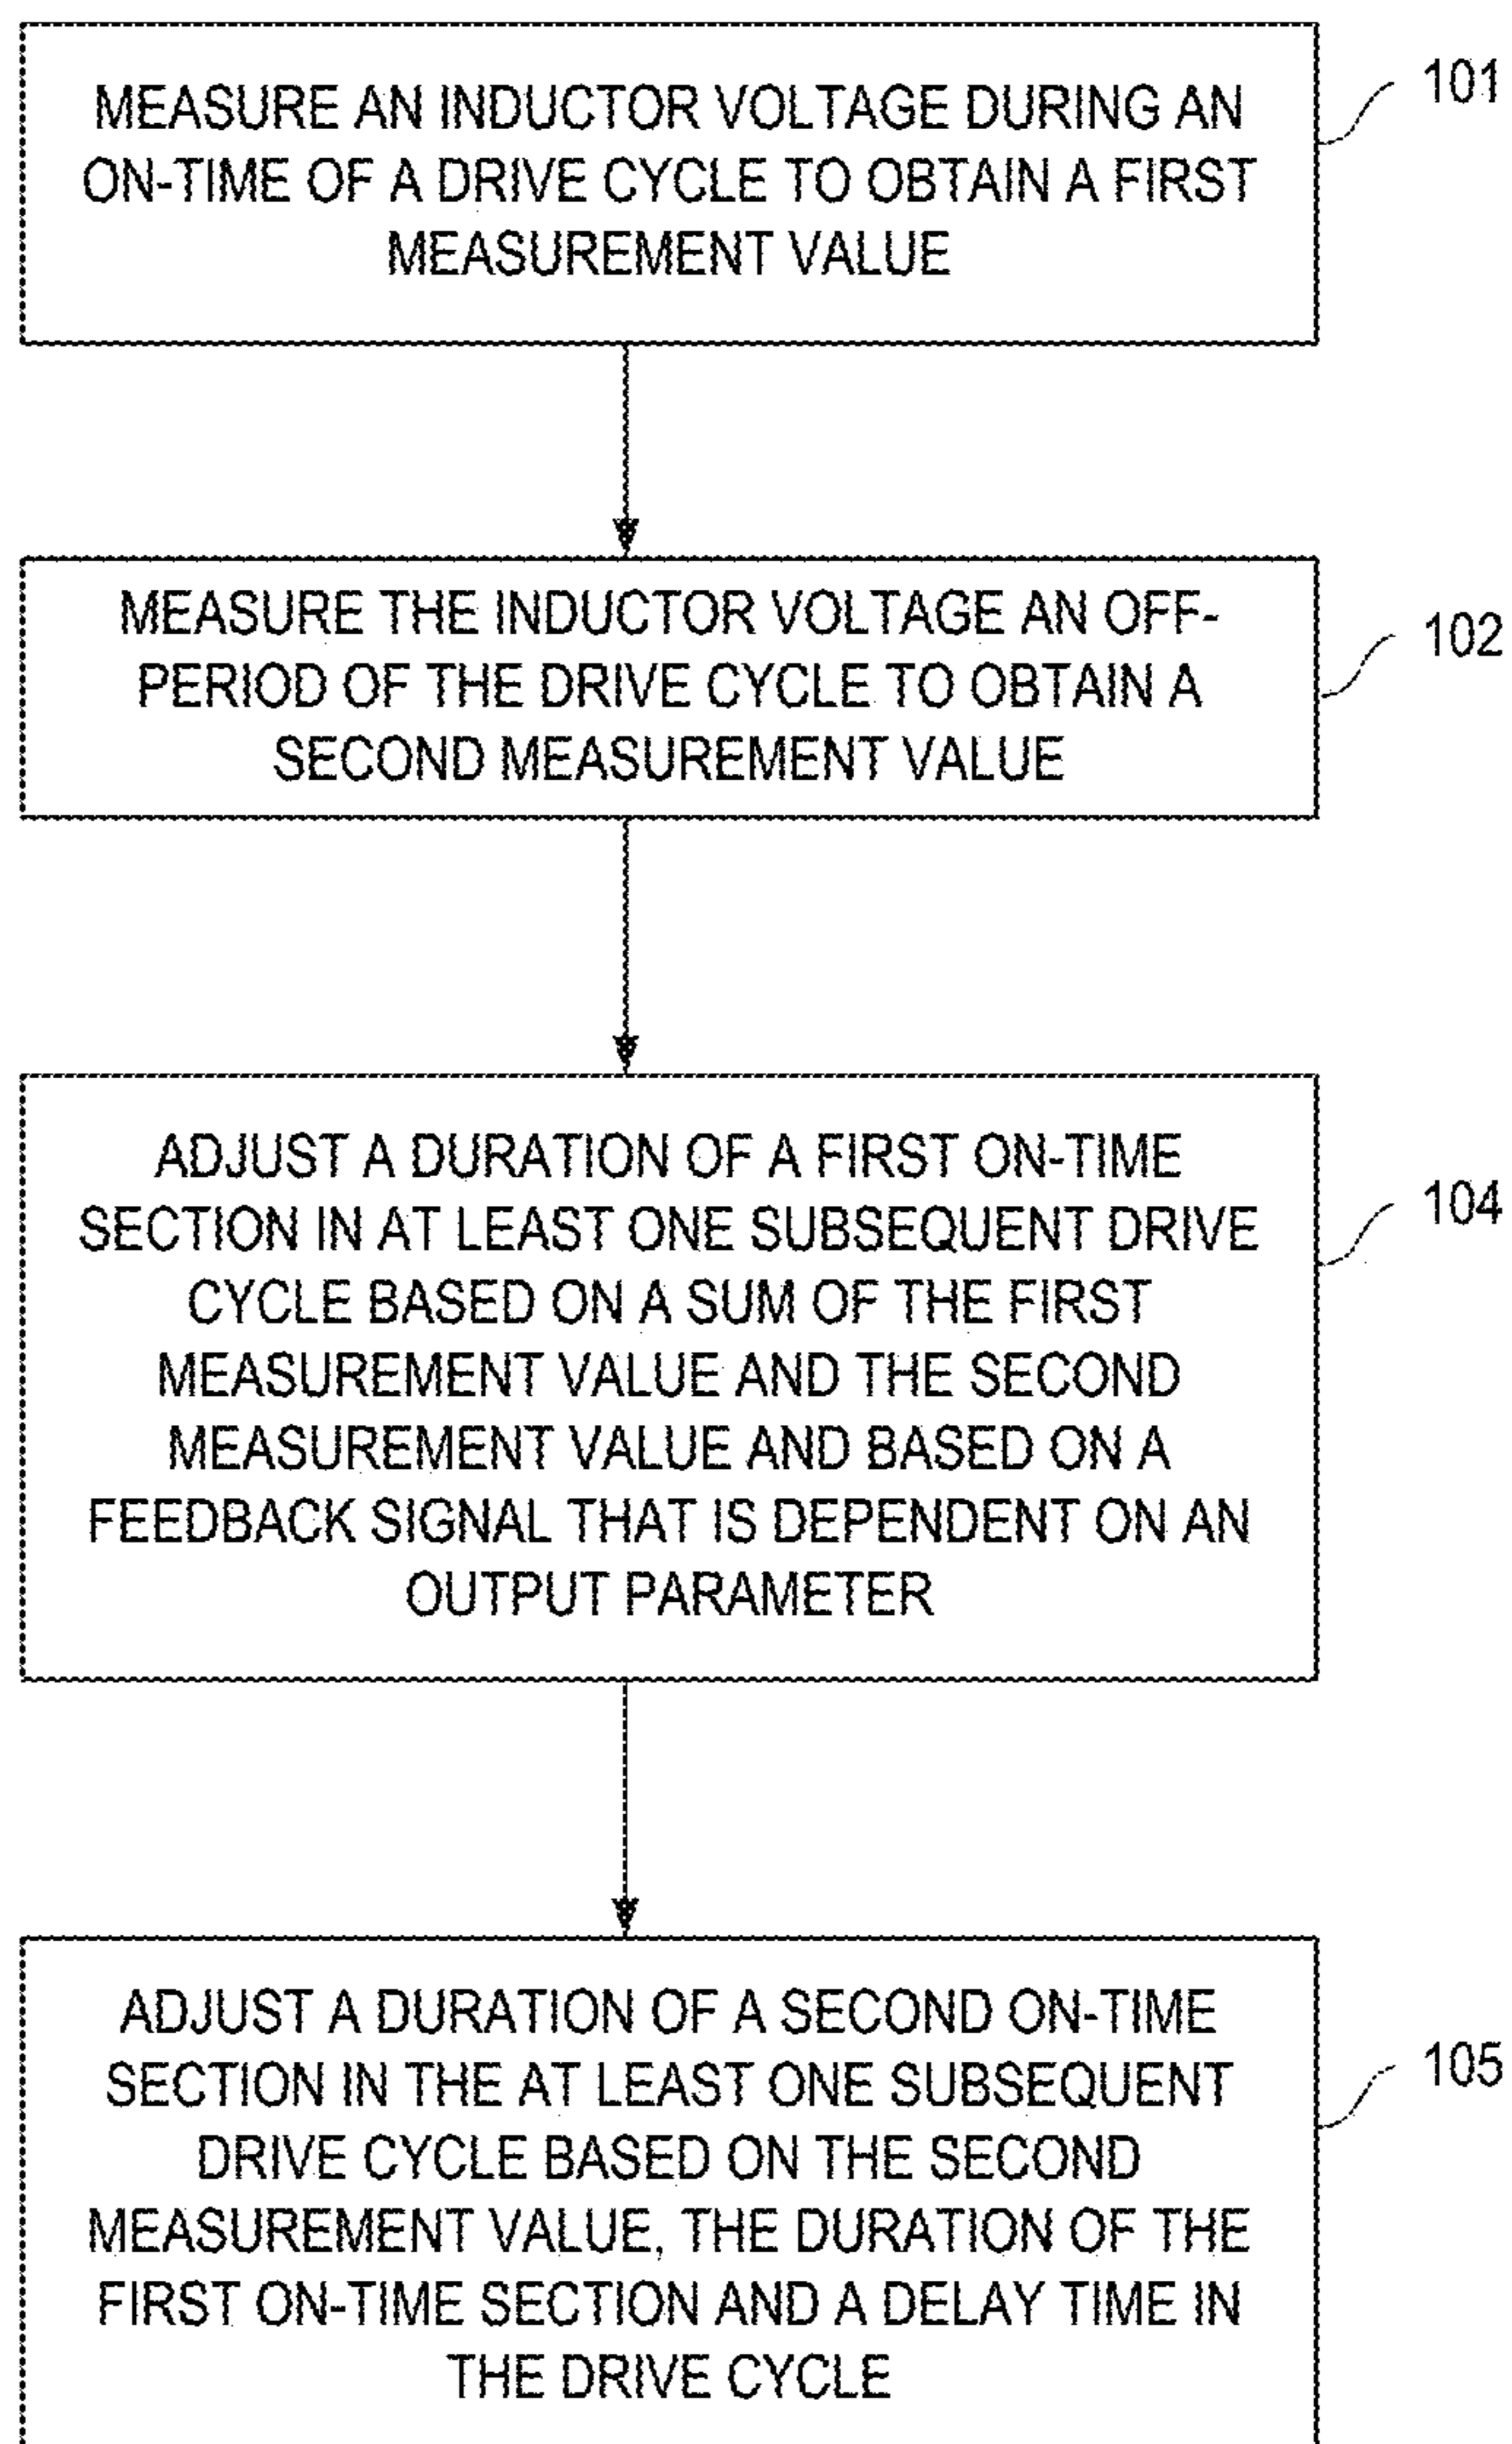 MEASURE AN INDUCTOR VOLTAGE DURING AN
ON-TIME OF A DRIVE CYCLE TO OBTAIN A FIRST
MEASUREMENT VALUE
101
MEASURE THE INDUCTOR VOLTAGE AN OFF-
PERIOD OF THE DRIVE CYCLE TO OBTAIN A
SECOND MEASUREMENT VALUE
102
ADJUST A DURATION OF A FIRST ON-TIME
SECTION IN AT LEAST ONE SUBSEQUENT DRIVE
CYCLE BASED ON A SUM OF THE FIRST
MEASUREMENT VALUE AND THE SECOND
MEASUREMENT VALUE AND BASED ON A
FEEDBACK SIGNAL THAT IS DEPENDENT ON AN
OUTPUT PARAMETER
104
ADJUST A DURATION OF A SECOND ON-TIME
SECTION IN THE AT LEAST ONE SUBSEQUENT
DRIVE CYCLE BASED ON THE SECOND
MEASUREMENT VALUE, THE DURATION OF THE
FIRST ON-TIME SECTION AND A DELAY TIME IN
THE DRIVE CYCLE
105